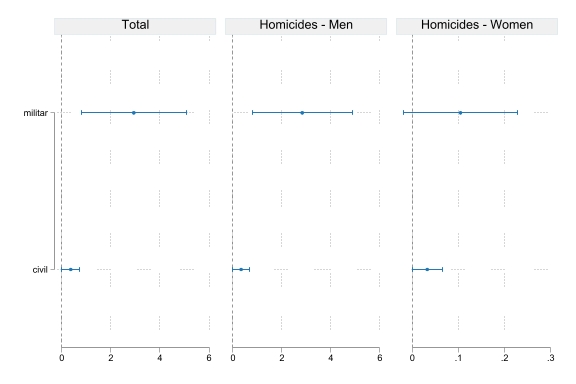 Total
Homicides - Men
Homicides - Women
militar
civil
0 2 4 6
0 2 4 6
0 .1 .2 .3